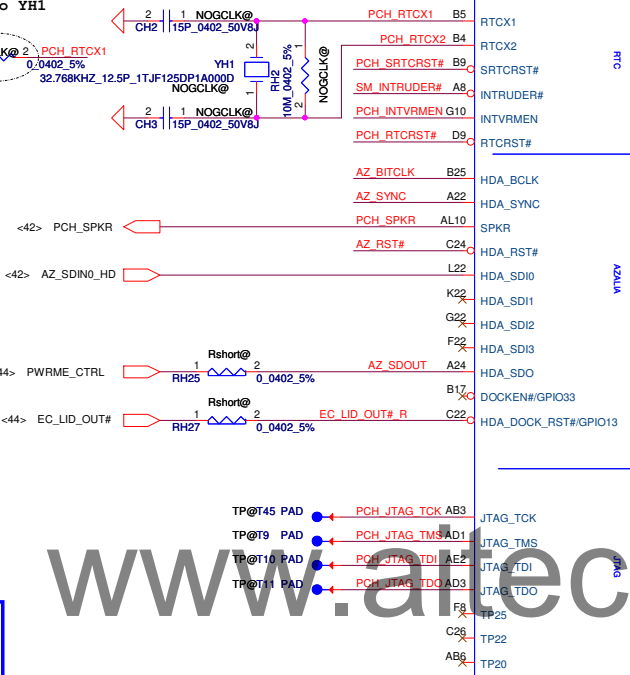 o YH1
2 1 NOGCLK@ PCH_RTCX1 B5 RTCX1
CH2 15P_0402_50V8J
K@ 2 PCH_RTCX1 PCH_RTCX2 B4 RTCX2
0_0402_5% YH1 PCH_SRTCRST# B9 SRTCRST#
32.768KHZ_12.5P_1TJF125DP1A000D
NOGCLK@ SM_INTRUDER# A8 INTRUDER#
2 1 RH2 10M_0402_5% 1 2 NOGCLK@
RTC
2 1 NOGCLK@ PCH_INTVRMEN G10 INTVRMEN
CH3 15P_0402_50V8J
PCH_RTCRST# D9 RTCRST#
AZ_BITCLK B25 HDA_BCLK
AZ_SYNC A22 HDA_SYNC
<42> PCH_SPKR PCH_SPKR AL10 SPKR
AZ_RST# C24 HDA_RST#
<42> AZ_SDIN0_HD L22 HDA_SDI0
AZALIA
K22 HDA_SDI1
G22 HDA_SDI2
F22 HDA_SDI3
Rshort@
44> PWRME_CTRL 1 2 AZ_SDOUT A24 HDA_SDO
RH25 0_0402_5%
B17 DOCKEN#/GPIO33
Rshort@
<44> EC_LID_OUT# 1 2 EC_LID_OUT#_R C22 HDA_DOCK_RST#/GPIO13
RH27 0_0402_5%
TP@T45 PAD PCH_JTAG_TCK AB3 JTAG_TCK
TP@T9 PAD PCH_JTAG_TMS AD1 JTAG_TMS
TP@T10 PAD PCH_JTAG_TDI AE2 JTAG_TDI
JTAG
TP@T11 PAD PCH_JTAG_TDO AD3 JTAG_TDO
www.aitec
F8 TP25
C26 TP22
AB6 TP20